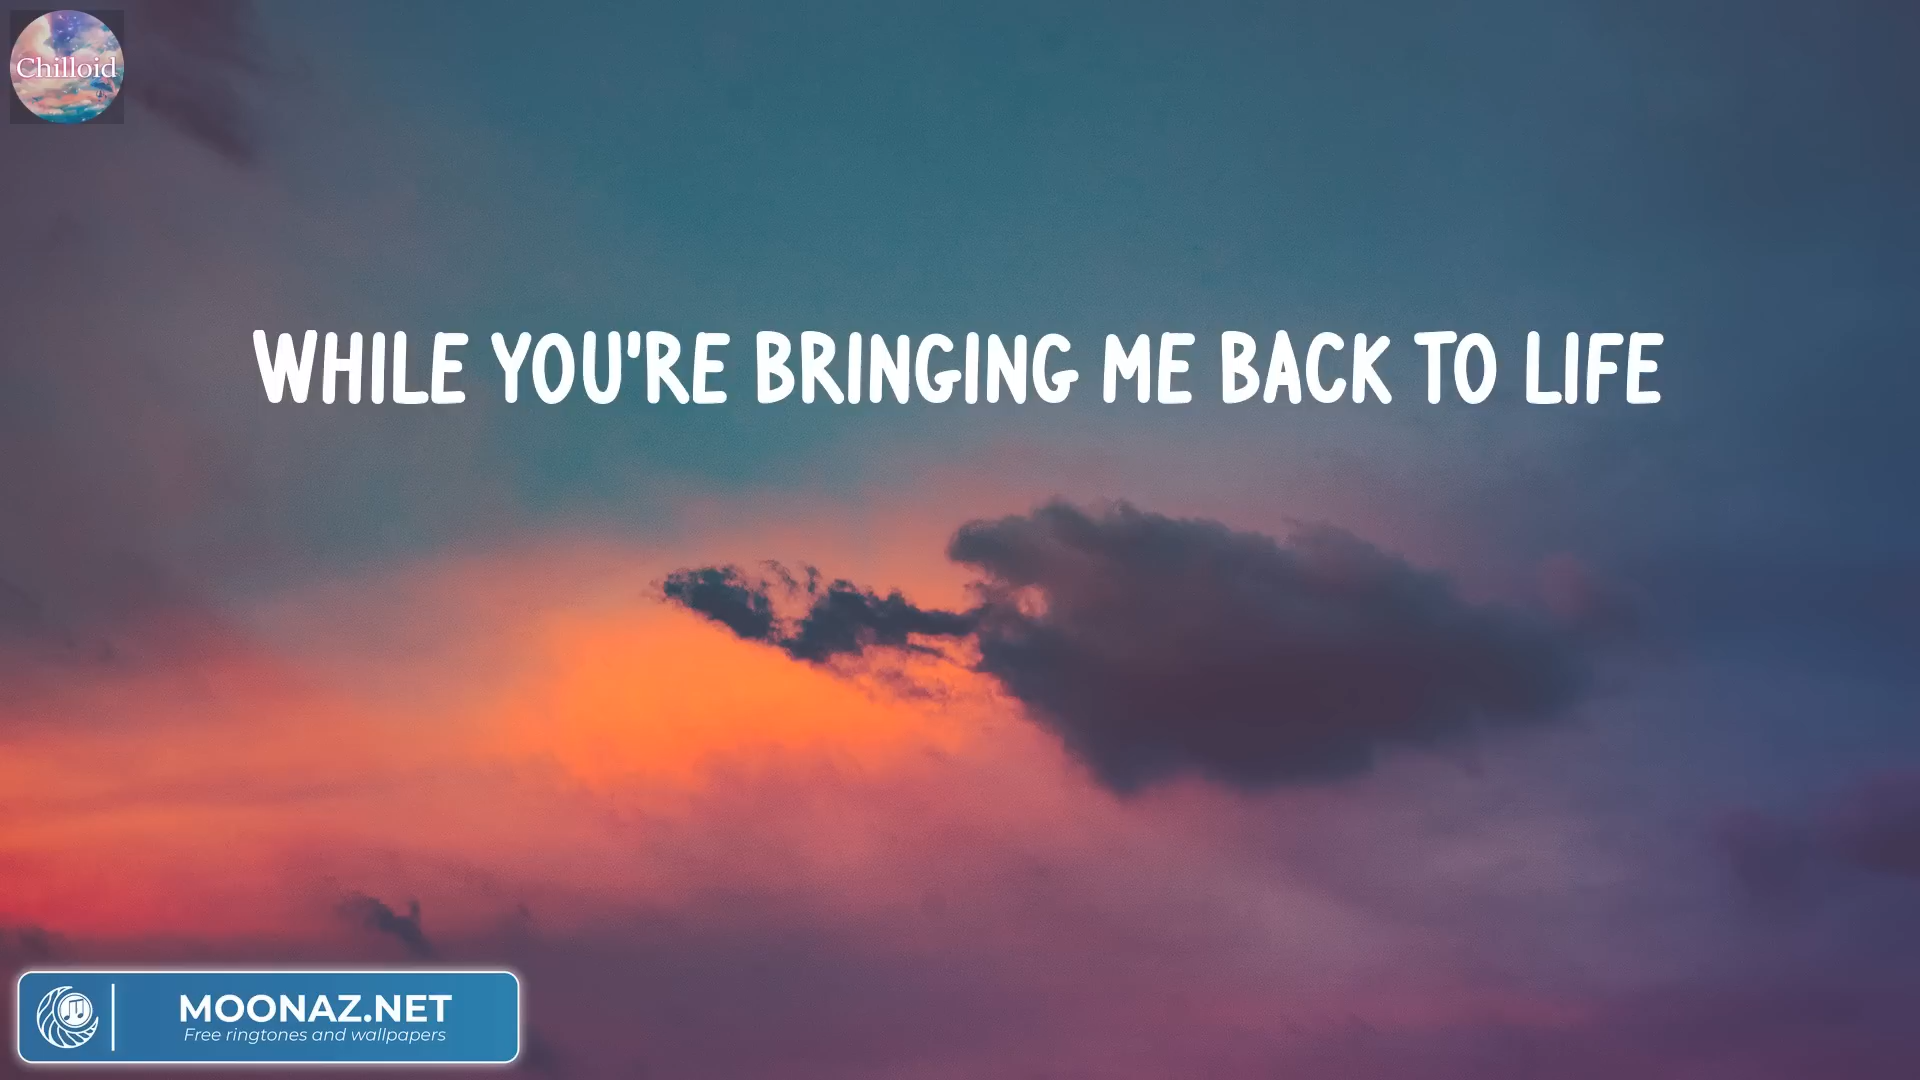 Chilloid
WHILE YOU'RE BRINGING ME BACK TO LIFE
MOONAZ.NET
Free ringtones and wallpapers